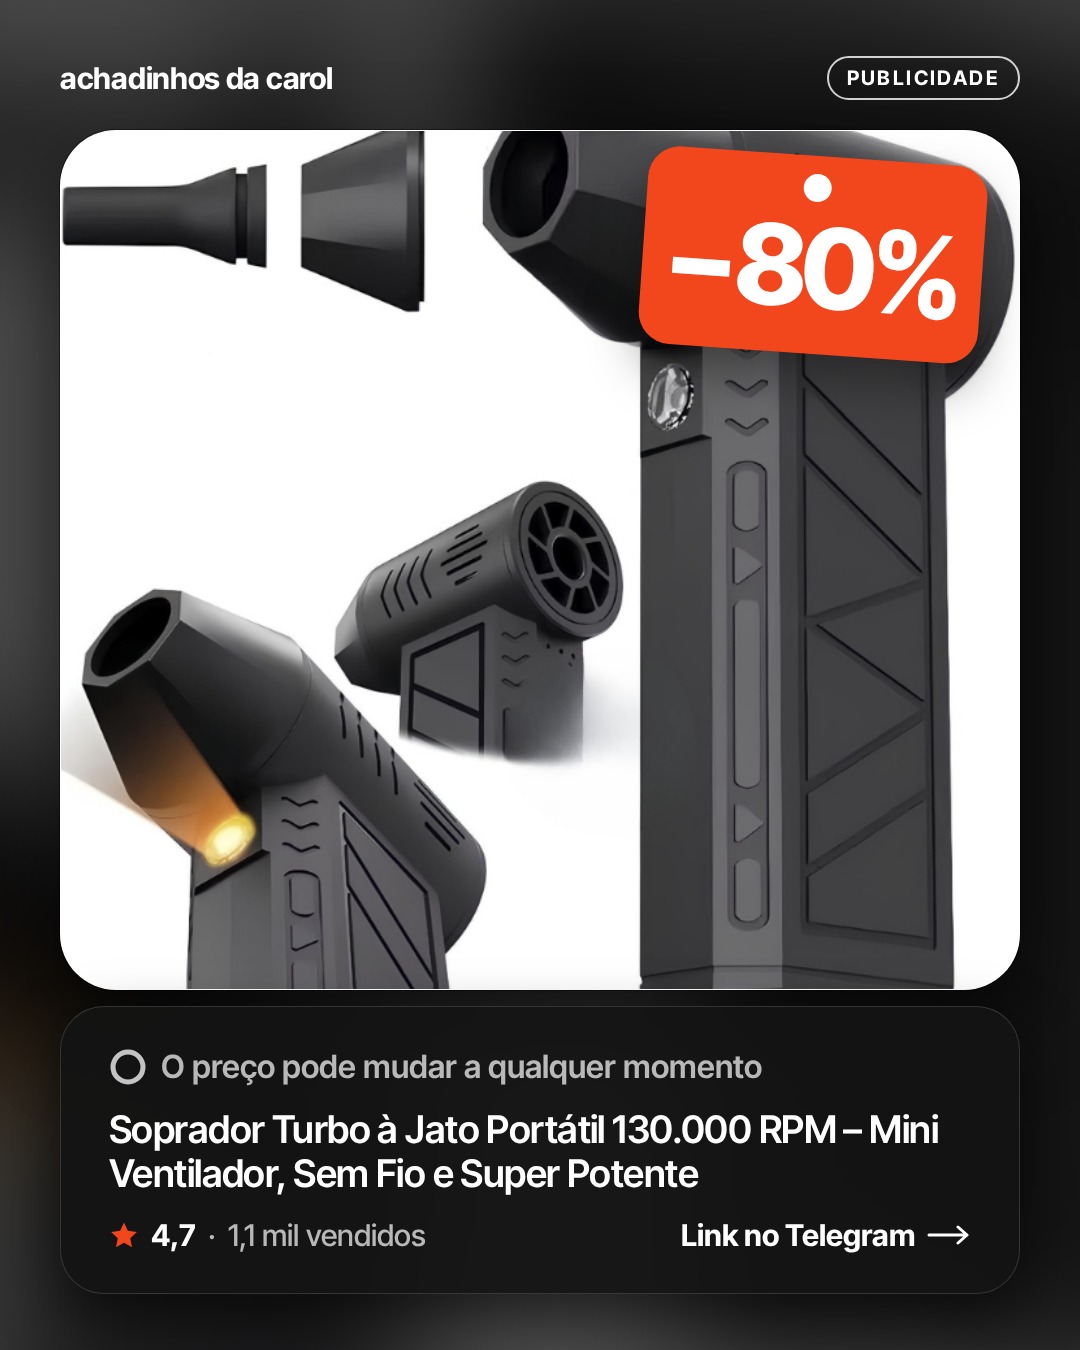 achadinhos da carol
PUBLICIDADE
–80%
O preço pode mudar a qualquer momento
Soprador Turbo à Jato Portátil 130.000 RPM – Mini
Ventilador, Sem Fio e Super Potente
4,7 · 1,1 mil vendidos
Link no Telegram →